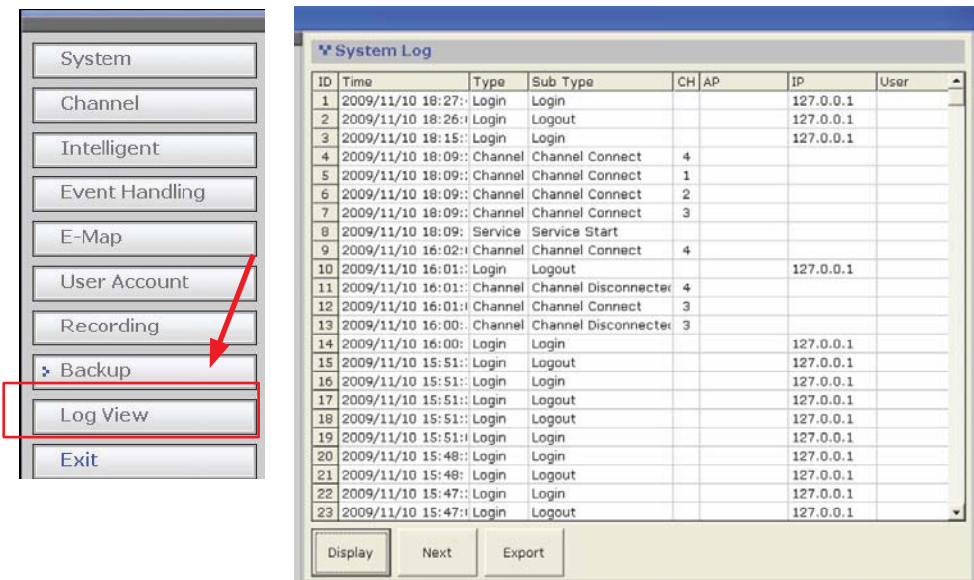 System
Channel
Intelligent
Event Handling
E-Map
User Account
Recording
Backup
Log View
Exit
System Log
ID Time Type Sub Type CH AP IP User
1 2009/11/10 18:27: Login Login 127.0.0.1
2 2009/11/10 18:26: Login Logout 127.0.0.1
3 2009/11/10 18:15: Login Login 127.0.0.1
4 2009/11/10 18:09: Channel Channel Connect 4
5 2009/11/10 18:09: Channel Channel Connect 1
6 2009/11/10 18:09: Channel Channel Connect 2
7 2009/11/10 18:09: Channel Channel Connect 3
8 2009/11/10 18:09: Service Service Start
9 2009/11/10 16:02: Channel Channel Connect 4
10 2009/11/10 16:01: Login Logout 127.0.0.1
11 2009/11/10 16:01: Channel Channel Disconnecte 4
12 2009/11/10 16:01: Channel Channel Connect 3
13 2009/11/10 16:00: Channel Channel Disconnecte 3
14 2009/11/10 16:00: Login Login 127.0.0.1
15 2009/11/10 15:51: Login Logout 127.0.0.1
16 2009/11/10 15:51: Login Login 127.0.0.1
17 2009/11/10 15:51: Login Logout 127.0.0.1
18 2009/11/10 15:51: Login Logout 127.0.0.1
19 2009/11/10 15:51: Login Login 127.0.0.1
20 2009/11/10 15:48: Login Login 127.0.0.1
21 2009/11/10 15:48: Login Logout 127.0.0.1
22 2009/11/10 15:47: Login Login 127.0.0.1
23 2009/11/10 15:47: Login Logout 127.0.0.1
Display Next Export